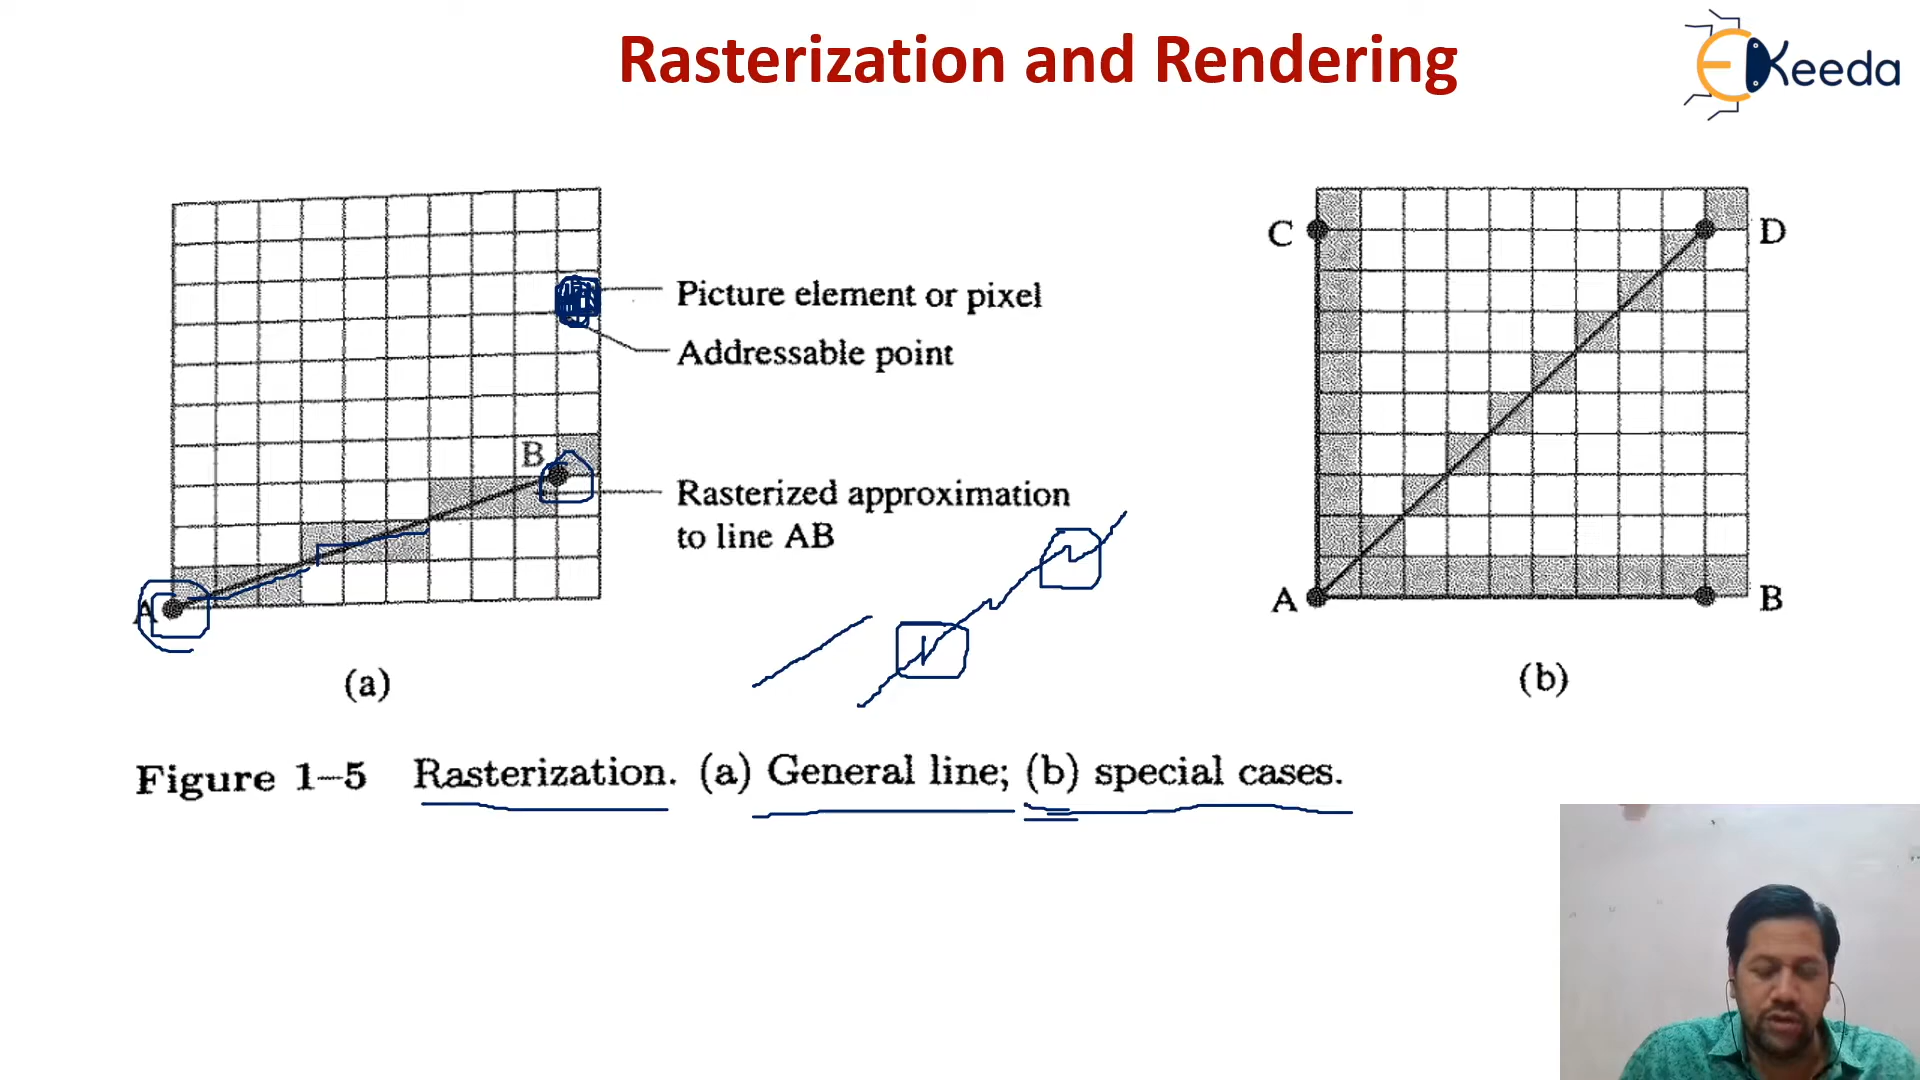 Rasterization and Rendering
EKeeda
Picture element or pixel
Addressable point
B
Rasterized approximation
to line AB
A
(a)
C
D
A
B
(b)
Figure 1–5 Rasterization. (a) General line; (b) special cases.